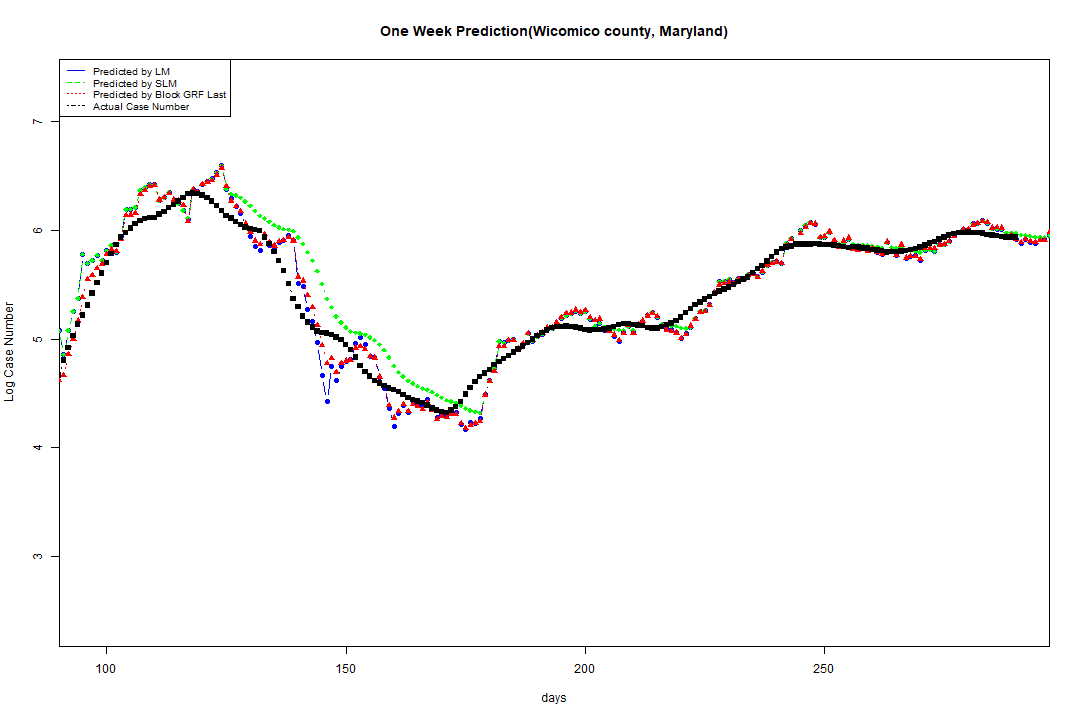 One Week Prediction(Wicomico county, Maryland)
Predicted by LM
Predicted by SLM
Predicted by Block GRF Last
Actual Case Number
7
6
5
4
3
Log Case Number
100
150
200
250
days